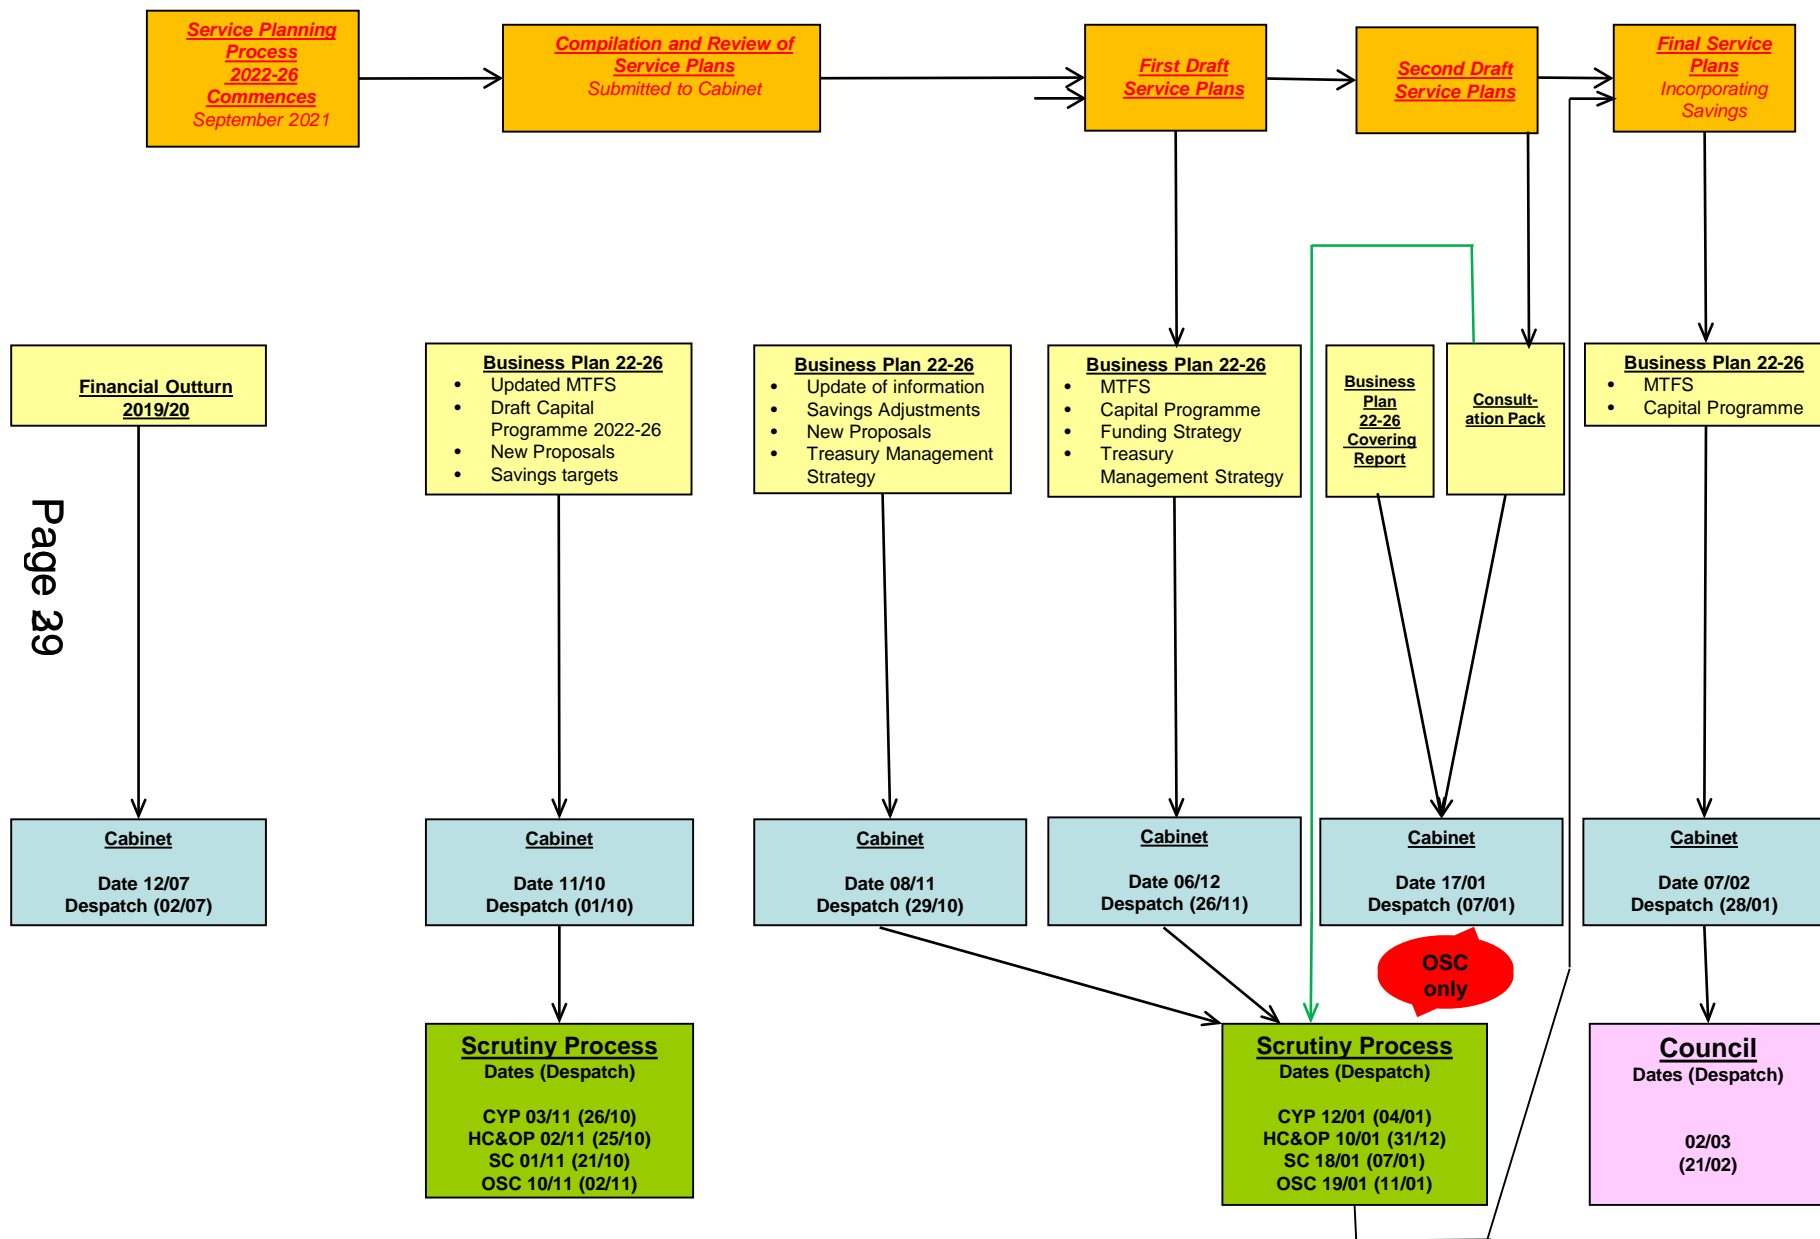 Service Planning
Process
2022-26
Commences
September 2021
Compilation and Review of
Service Plans
Submitted to Cabinet
First Draft
Service Plans
Second Draft
Service Plans
Final Service
Plans
Incorporating
Savings
Financial Outturn
2019/20
Business Plan 22-26
• Updated MTFS
• Draft Capital
Programme 2022-26
• New Proposals
• Savings targets
Business Plan 22-26
• Update of information
• Savings Adjustments
• New Proposals
• Treasury Management
Strategy
Business Plan 22-26
• MTFS
• Capital Programme
• Funding Strategy
• Treasury
Management Strategy
Business
Plan
22-26
Covering
Report
Consult-
ation Pack
Business Plan 22-26
• MTFS
• Capital Programme
Page
Cabinet
Date 12/07
Despatch (02/07)
Cabinet
Date 11/10
Despatch (01/10)
Cabinet
Date 08/11
Despatch (29/10)
Cabinet
Date 06/12
Despatch (26/11)
Cabinet
Date 17/01
Despatch (07/01)
Cabinet
Date 07/02
Despatch (28/01)
OSC
only
Scrutiny Process
Dates (Despatch)
CYP 03/11 (26/10)
HC&OP 02/11 (25/10)
SC 01/11 (21/10)
OSC 10/11 (02/11)
Scrutiny Process
Dates (Despatch)
CYP 12/01 (04/01)
HC&OP 10/01 (31/12)
SC 18/01 (07/01)
OSC 19/01 (11/01)
Council
Dates (Despatch)
02/03
(21/02)